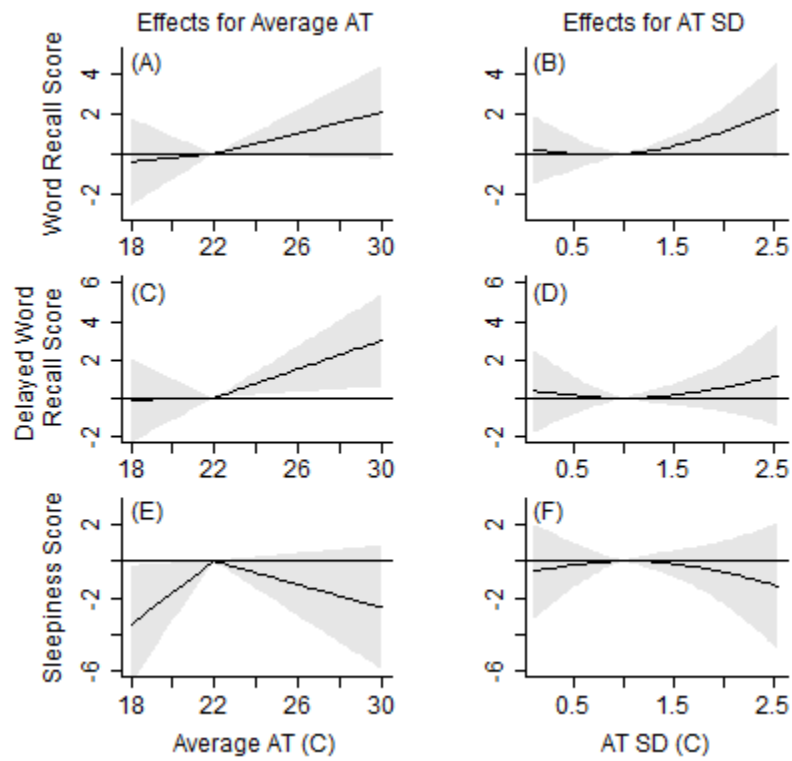 Effects for Average AT
Effects for AT SD
Word Recall Score
(A)
4
2
-2
18 22 26 30
(B)
4
2
-2
0.5 1.5 2.5
Delayed Word
Recall Score
(C)
6
4
2
-2
18 22 26 30
(D)
6
4
2
-2
0.5 1.5 2.5
Sleepiness Score
(E)
2
-2
-6
18 22 26 30
Average AT (C)
(F)
2
-2
-6
0.5 1.5 2.5
AT SD (C)